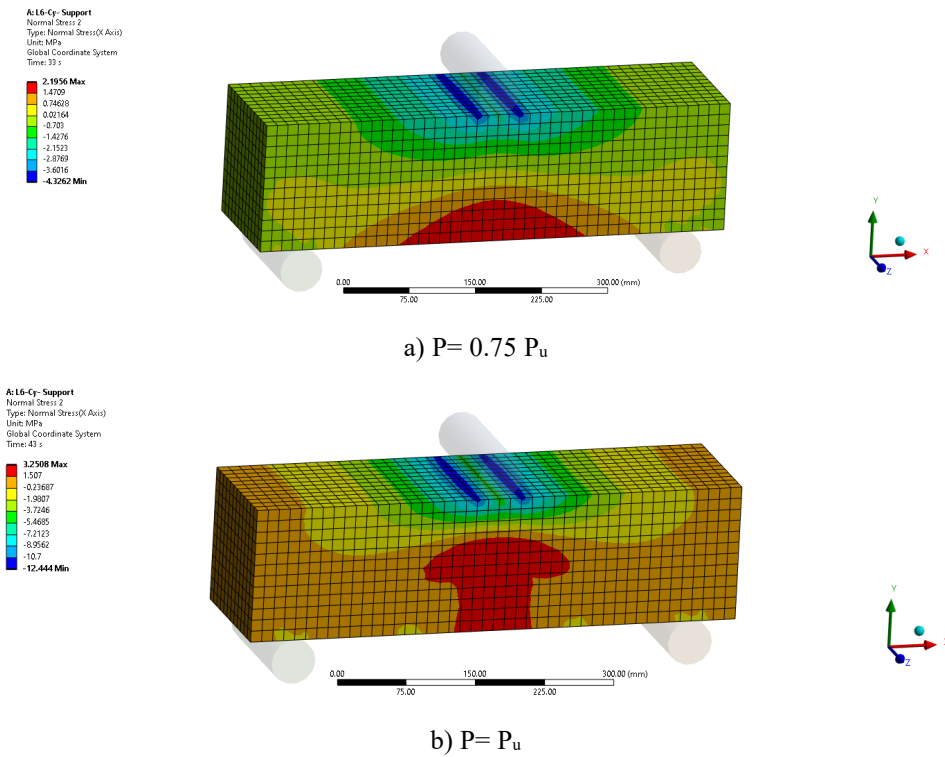 A: L6-Cy- Support
Normal Stress 2
Type: Normal Stress(X Axis)
Unit: MPa
Global Coordinate System
Time: 33 s
2.1956 Max
1.4709
0.74628
0.02164
-0.703
-1.4276
-2.1523
-2.8769
-3.6016
-4.3262 Min
Y
X
Z
0.00 150.00 300.00 (mm)
75.00 225.00
a) P= 0.75 Pu
A: L6-Cy- Support
Normal Stress 2
Type: Normal Stress(X Axis)
Unit: MPa
Global Coordinate System
Time: 43 s
3.2508 Max
1.507
-0.23687
-1.9807
-3.7246
-5.4685
-7.2123
-8.9562
-10.7
-12.444 Min
Y
Z
0.00 150.00 300.00 (mm)
75.00 225.00
b) P= Pu